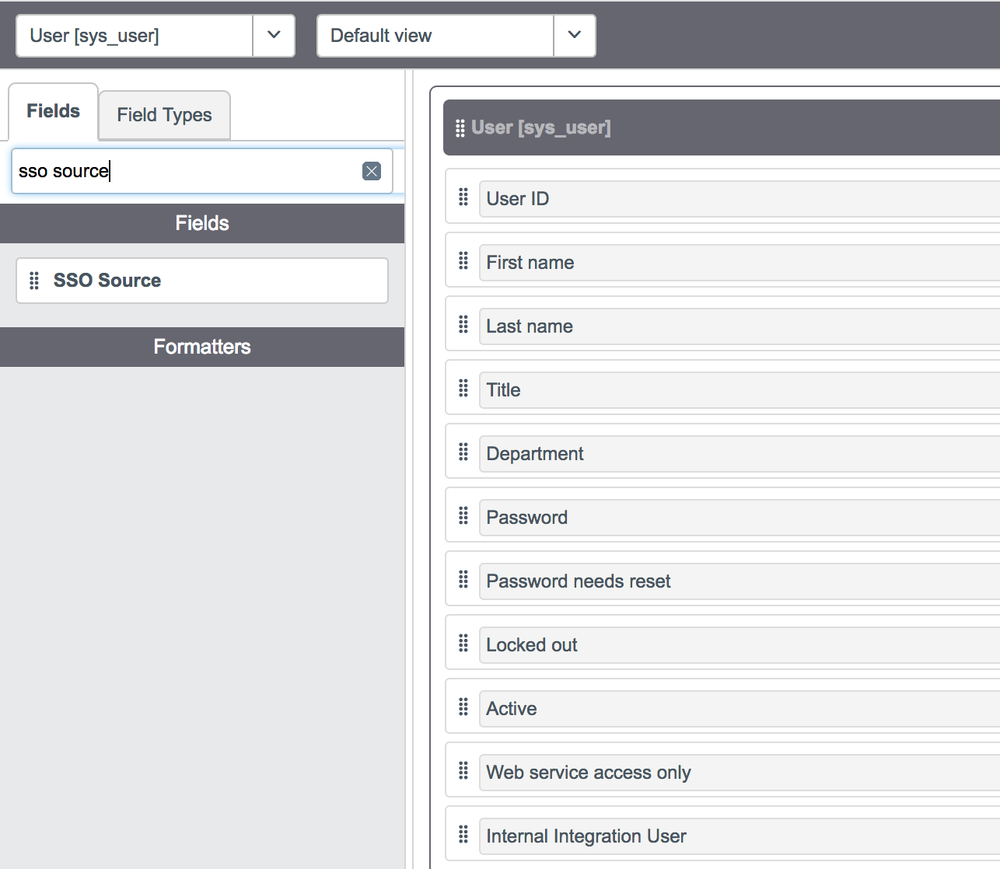 User [sys_user]
Default view
Fields
Field Types
sso source
Fields
SSO Source
Formatters
User [sys_user]
User ID
First name
Last name
Title
Department
Password
Password needs reset
Locked out
Active
Web service access only
Internal Integration User